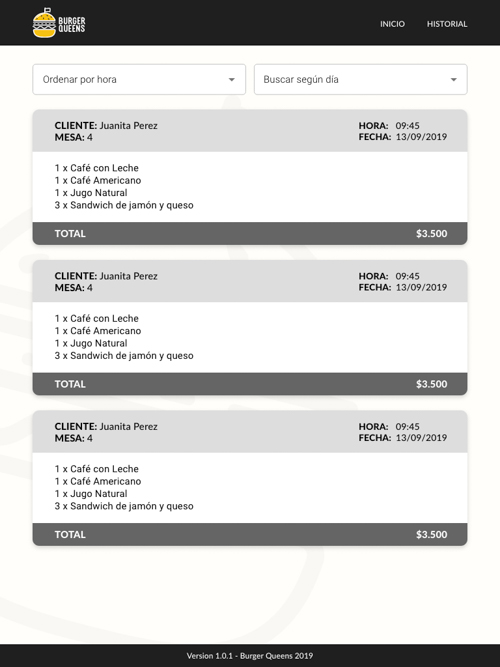 BURGER
QUEENS
INICIO HISTORIAL
Ordenar por hora Buscar según día
CLIENTE: Juanita Perez HORA: 09:45
MESA: 4 FECHA: 13/09/2019
1 x Café con Leche
1 x Café Americano
1 x Jugo Natural
3 x Sandwich de jamón y queso
TOTAL $3.500
CLIENTE: Juanita Perez HORA: 09:45
MESA: 4 FECHA: 13/09/2019
1 x Café con Leche
1 x Café Americano
1 x Jugo Natural
3 x Sandwich de jamón y queso
TOTAL $3.500
CLIENTE: Juanita Perez HORA: 09:45
MESA: 4 FECHA: 13/09/2019
1 x Café con Leche
1 x Café Americano
1 x Jugo Natural
3 x Sandwich de jamón y queso
TOTAL $3.500
Version 1.0.1 - Burger Queens 2019